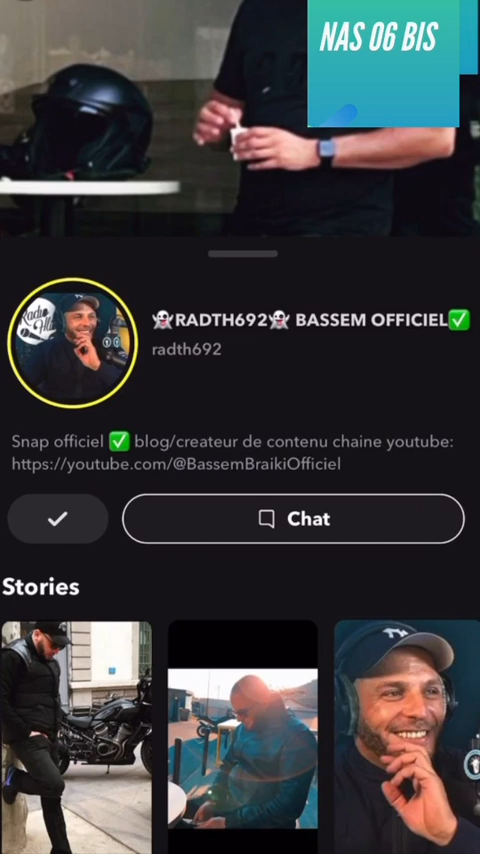 NAS 06 BIS
Radio
👻RADTH692👻 BASSEM OFFICIEL✅
radth692
Snap officiel ✅ blog/createur de contenu chaine youtube:
https://youtube.com/@BassemBraikiOfficiel
Chat
Stories